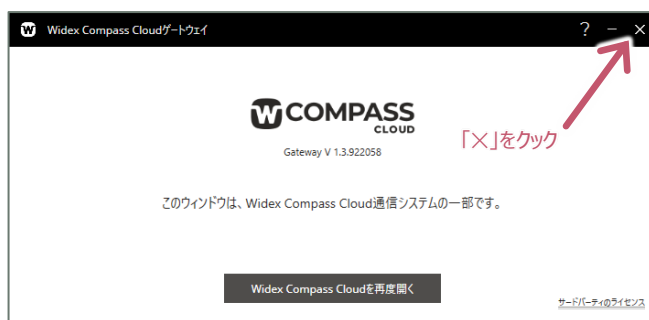 Widex Compass Cloudゲートウェイ
? － ×
W COMPASS
CLOUD
Gateway V 1.3.922058
「×」をクック
このウィンドウは、Widex Compass Cloud通信システムの一部です。
Widex Compass Cloudを再度開く
サードパーティのライセンス